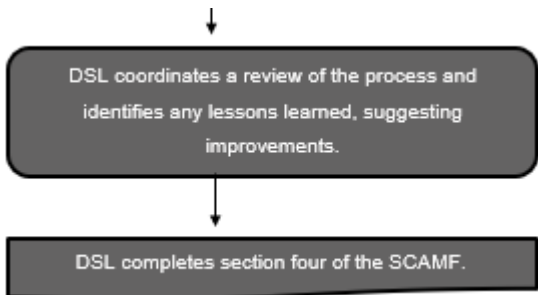 DSL coordinates a review of the process and
identifies any lessons learned, suggesting
improvements.
DSL completes section four of the SCAMF.